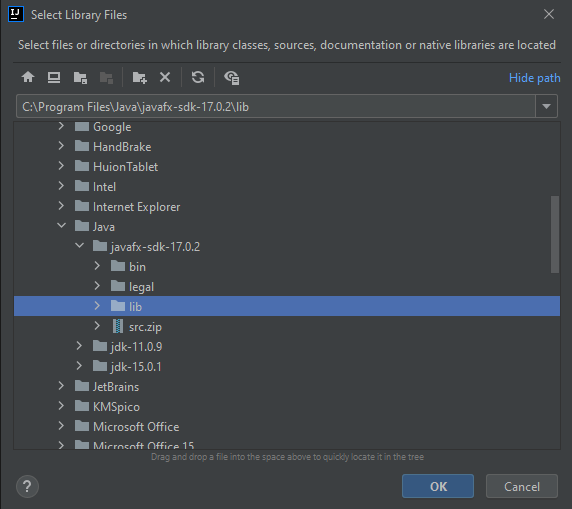 IJ
Select Library Files
Select files or directories in which library classes, sources, documentation or native libraries are located
Hide path
C:\Program Files\Java\javafx-sdk-17.0.2\lib
Google
HandBrake
HuionTablet
Intel
Internet Explorer
Java
javafx-sdk-17.0.2
bin
legal
lib
src.zip
jdk-11.0.9
jdk-15.0.1
JetBrains
KMSpico
Microsoft Office
Microsoft Office 15
Drag and drop a file into the space above to quickly locate it in the tree
?
OK
Cancel